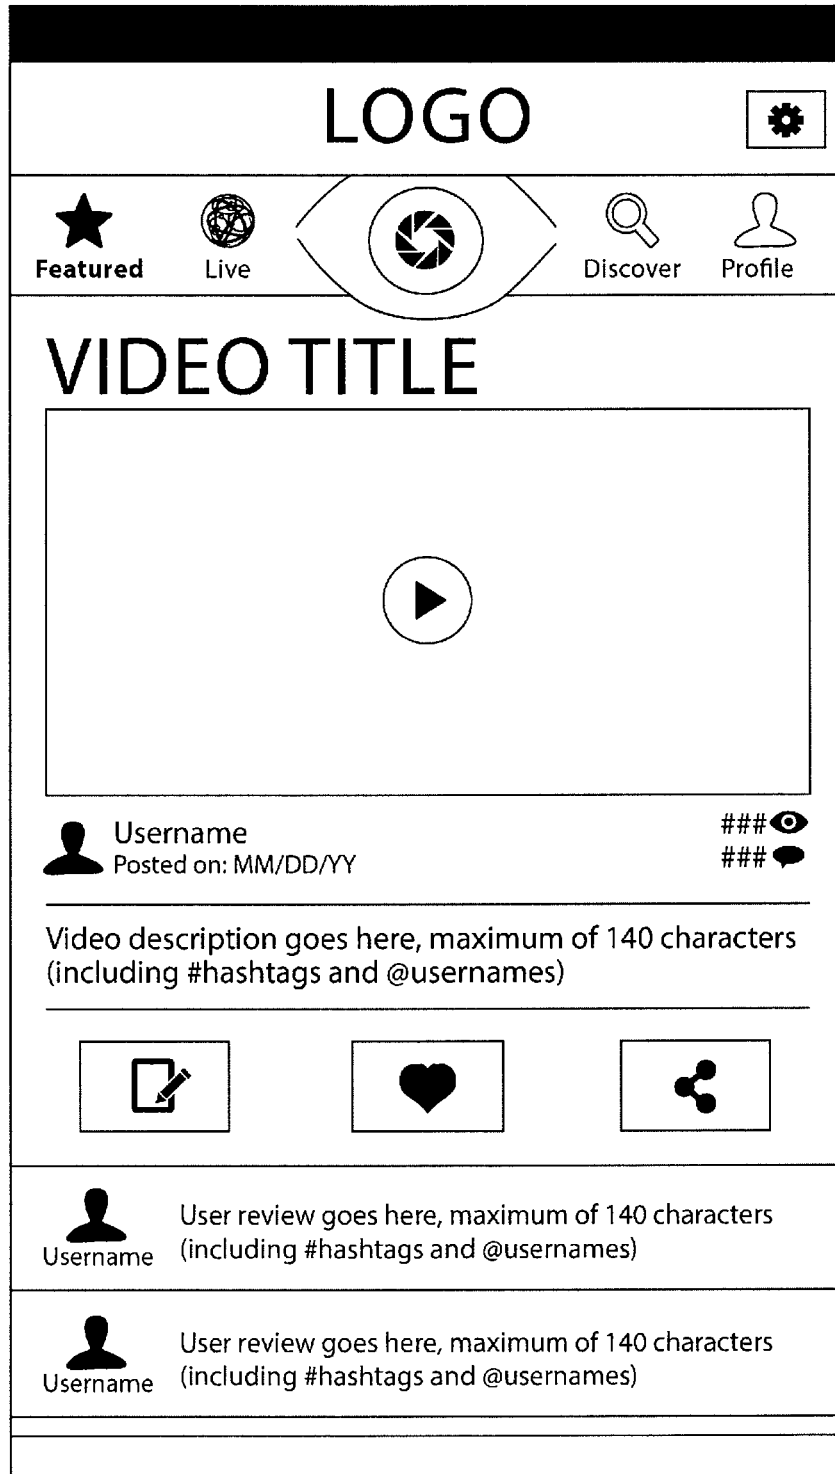 LOGO
Featured
Live
Discover
Profile
VIDEO TITLE
Username
Posted on: MM/DD/YY
###
###
Video description goes here, maximum of 140 characters
(including #hashtags and @usernames)
Username
User review goes here, maximum of 140 characters
(including #hashtags and @usernames)
Username
User review goes here, maximum of 140 characters
(including #hashtags and @usernames)